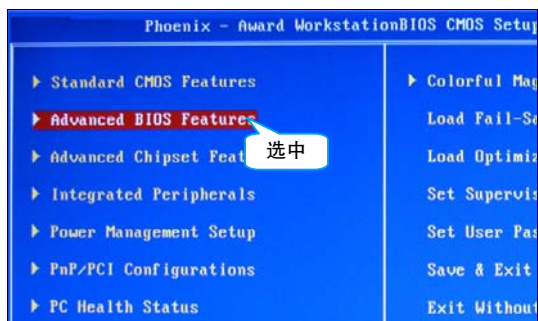 Phoenix - Award WorkstationBIOS CMOS Setup
Standard CMOS Features
Advanced BIOS Features
选中
Advanced Chipset Feat
Integrated Peripherals
Power Management Setup
PnP/PCI Configurations
PC Health Status
Colorful Mag
Load Fail-Sa
Load Optimiz
Set Supervis
Set User Pas
Save & Exit
Exit Without